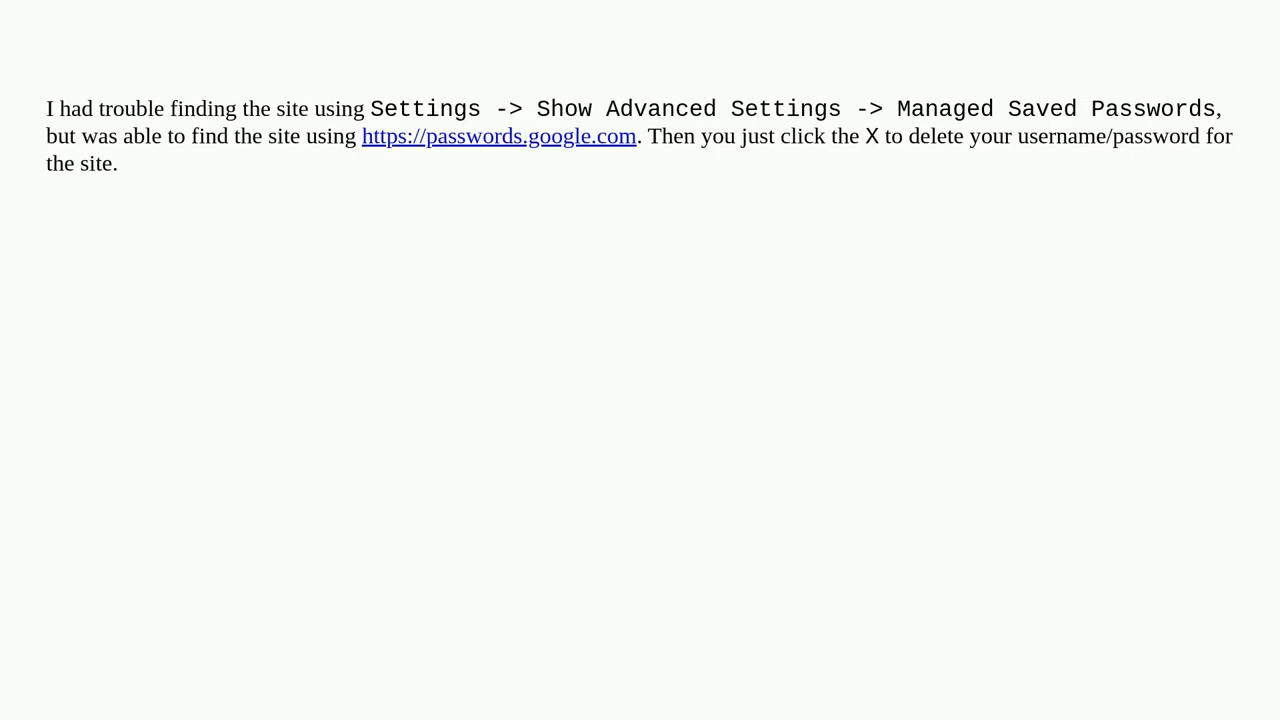 I had trouble finding the site using Settings -> Show Advanced Settings -> Managed Saved Passwords,
but was able to find the site using https://passwords.google.com. Then you just click the X to delete your username/password for
the site.